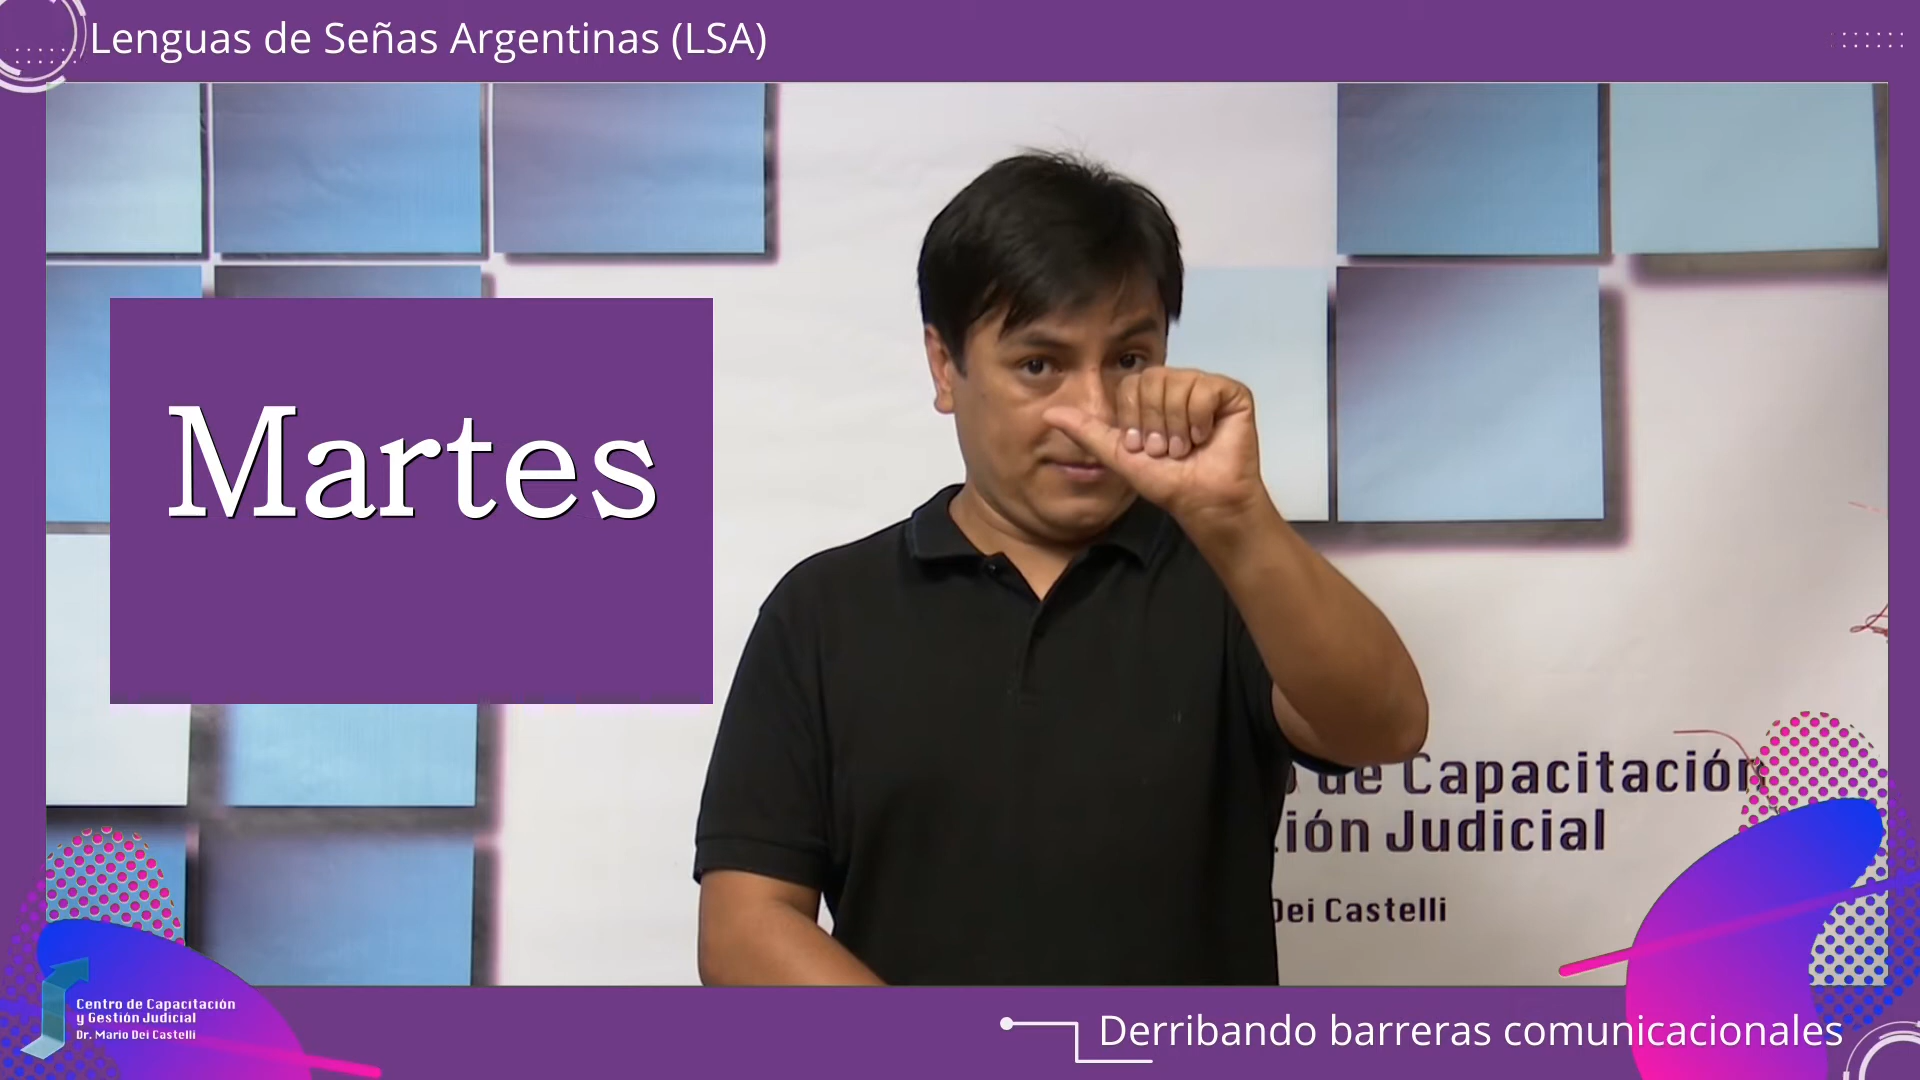 Lenguas de Señas Argentinas (LSA)
Martes
de Capacitación
ión Judicial
Dei Castelli
Centro de Capacitación
y Gestión Judicial
Dr. Mario Dei Castelli
Derribando barreras comunicacionales